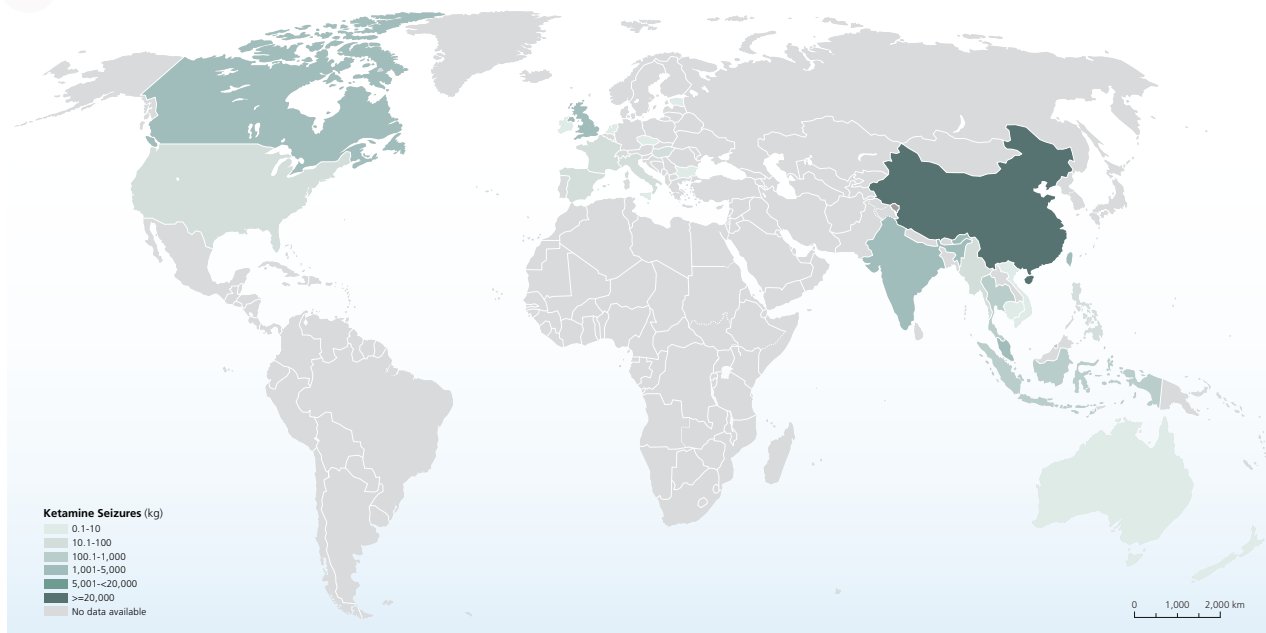 Ketamine Seizures (kg)
0.1-10
10.1-100
100.1-1,000
1,001-5,000
5,001-<20,000
>=20,000
No data available
0 1,000 2,000 km